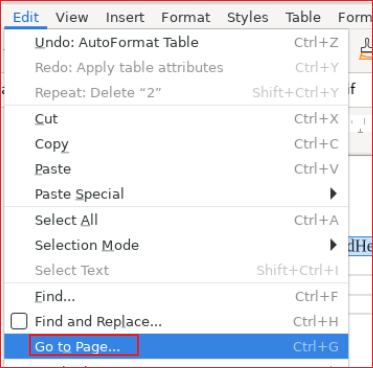 Edit View Insert Format Styles Table Form
Undo: AutoFormat Table Ctrl+Z
Redo: Apply table attributes Ctrl+Y
Repeat: Delete “2” Shift+Ctrl+Y
Cut Ctrl+X
Copy Ctrl+C
Paste Ctrl+V
Paste Special
Select All Ctrl+A
Selection Mode
Select Text Shift+Ctrl+I
Find... Ctrl+F
Find and Replace... Ctrl+H
Go to Page... Ctrl+G